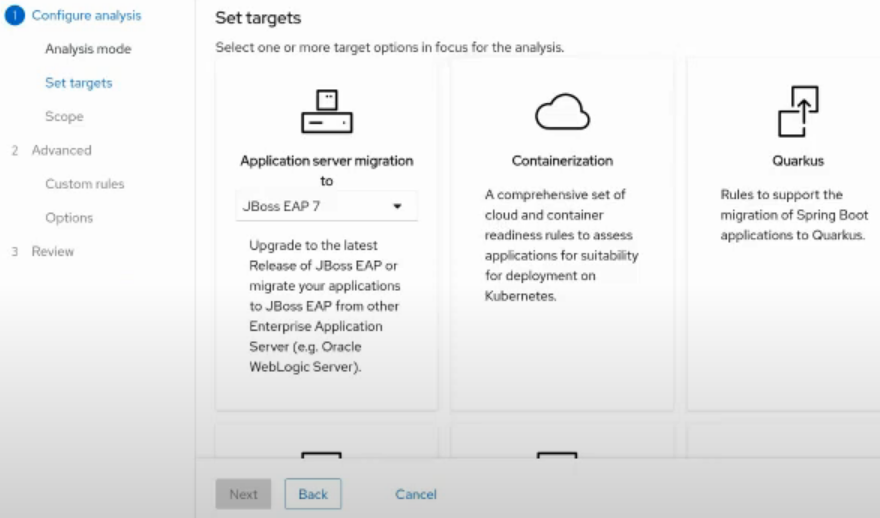 1 Configure analysis
Analysis mode
Set targets
Scope
2 Advanced
Custom rules
Options
3 Review
Set targets
Select one or more target options in focus for the analysis.
Application server migration
to
JBoss EAP 7
Upgrade to the latest
Release of JBoss EAP or
migrate your applications
to JBoss EAP from other
Enterprise Application
Server (e.g. Oracle
WebLogic Server).
Containerization
A comprehensive set of
cloud and container
readiness rules to assess
applications for suitability
for deployment on
Kubernetes.
Quarkus
Rules to support the
migration of Spring Boot
applications to Quarkus.
Next
Back
Cancel